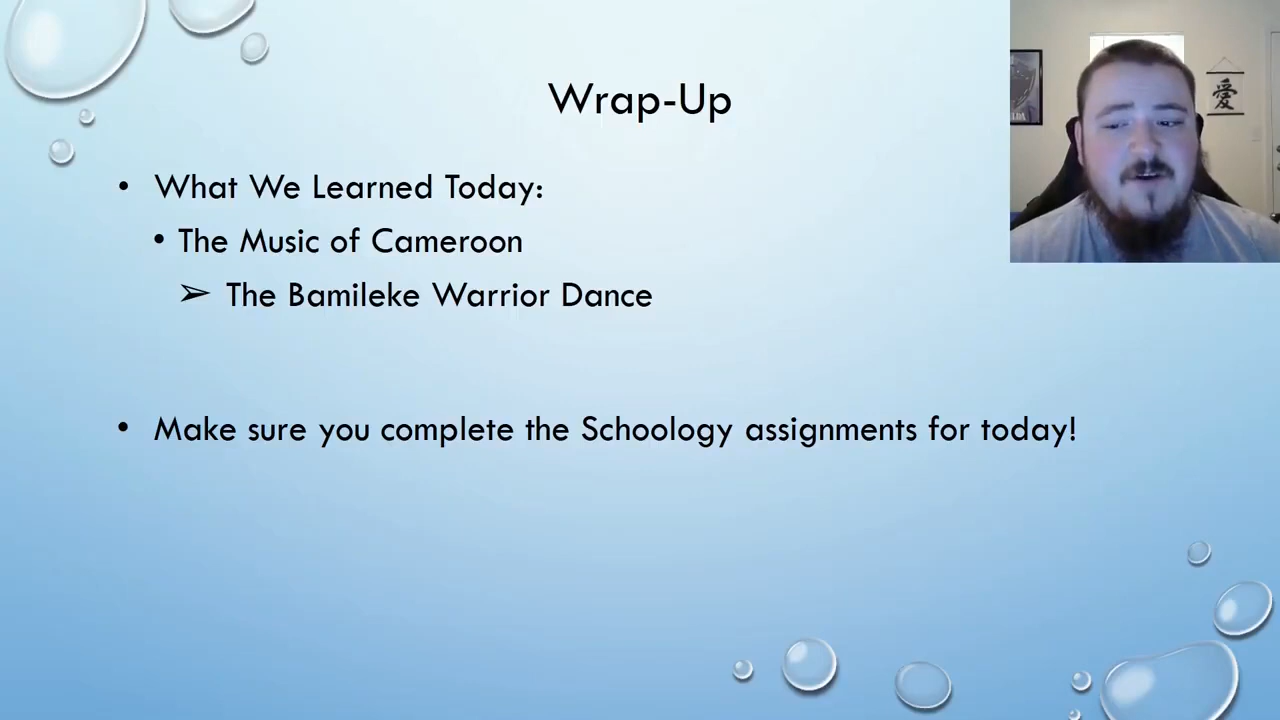 Wrap-Up
• What We Learned Today:
• The Music of Cameroon
➢ The Bamileke Warrior Dance
• Make sure you complete the Schoology assignments for today!
愛
LDA